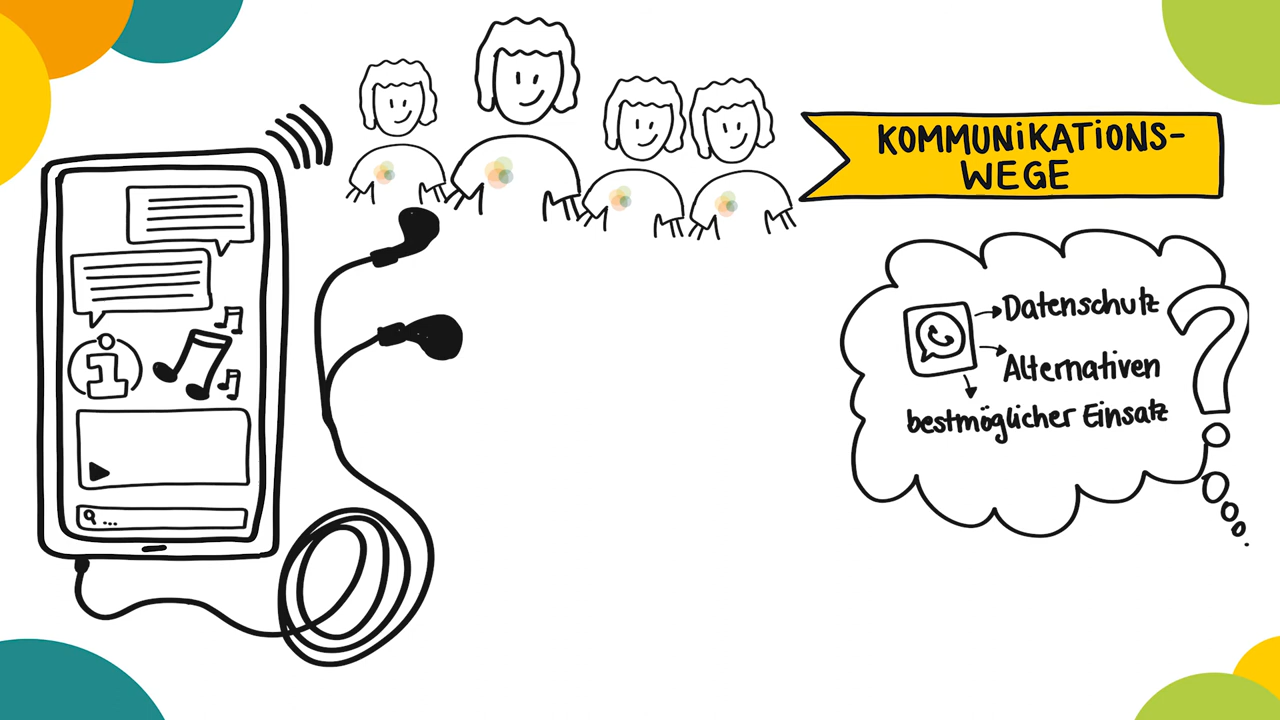 KOMMUNiKATiONS-
WEGE
Datenschutz
Alternativen
bestmöglicher Einsatz
i
...